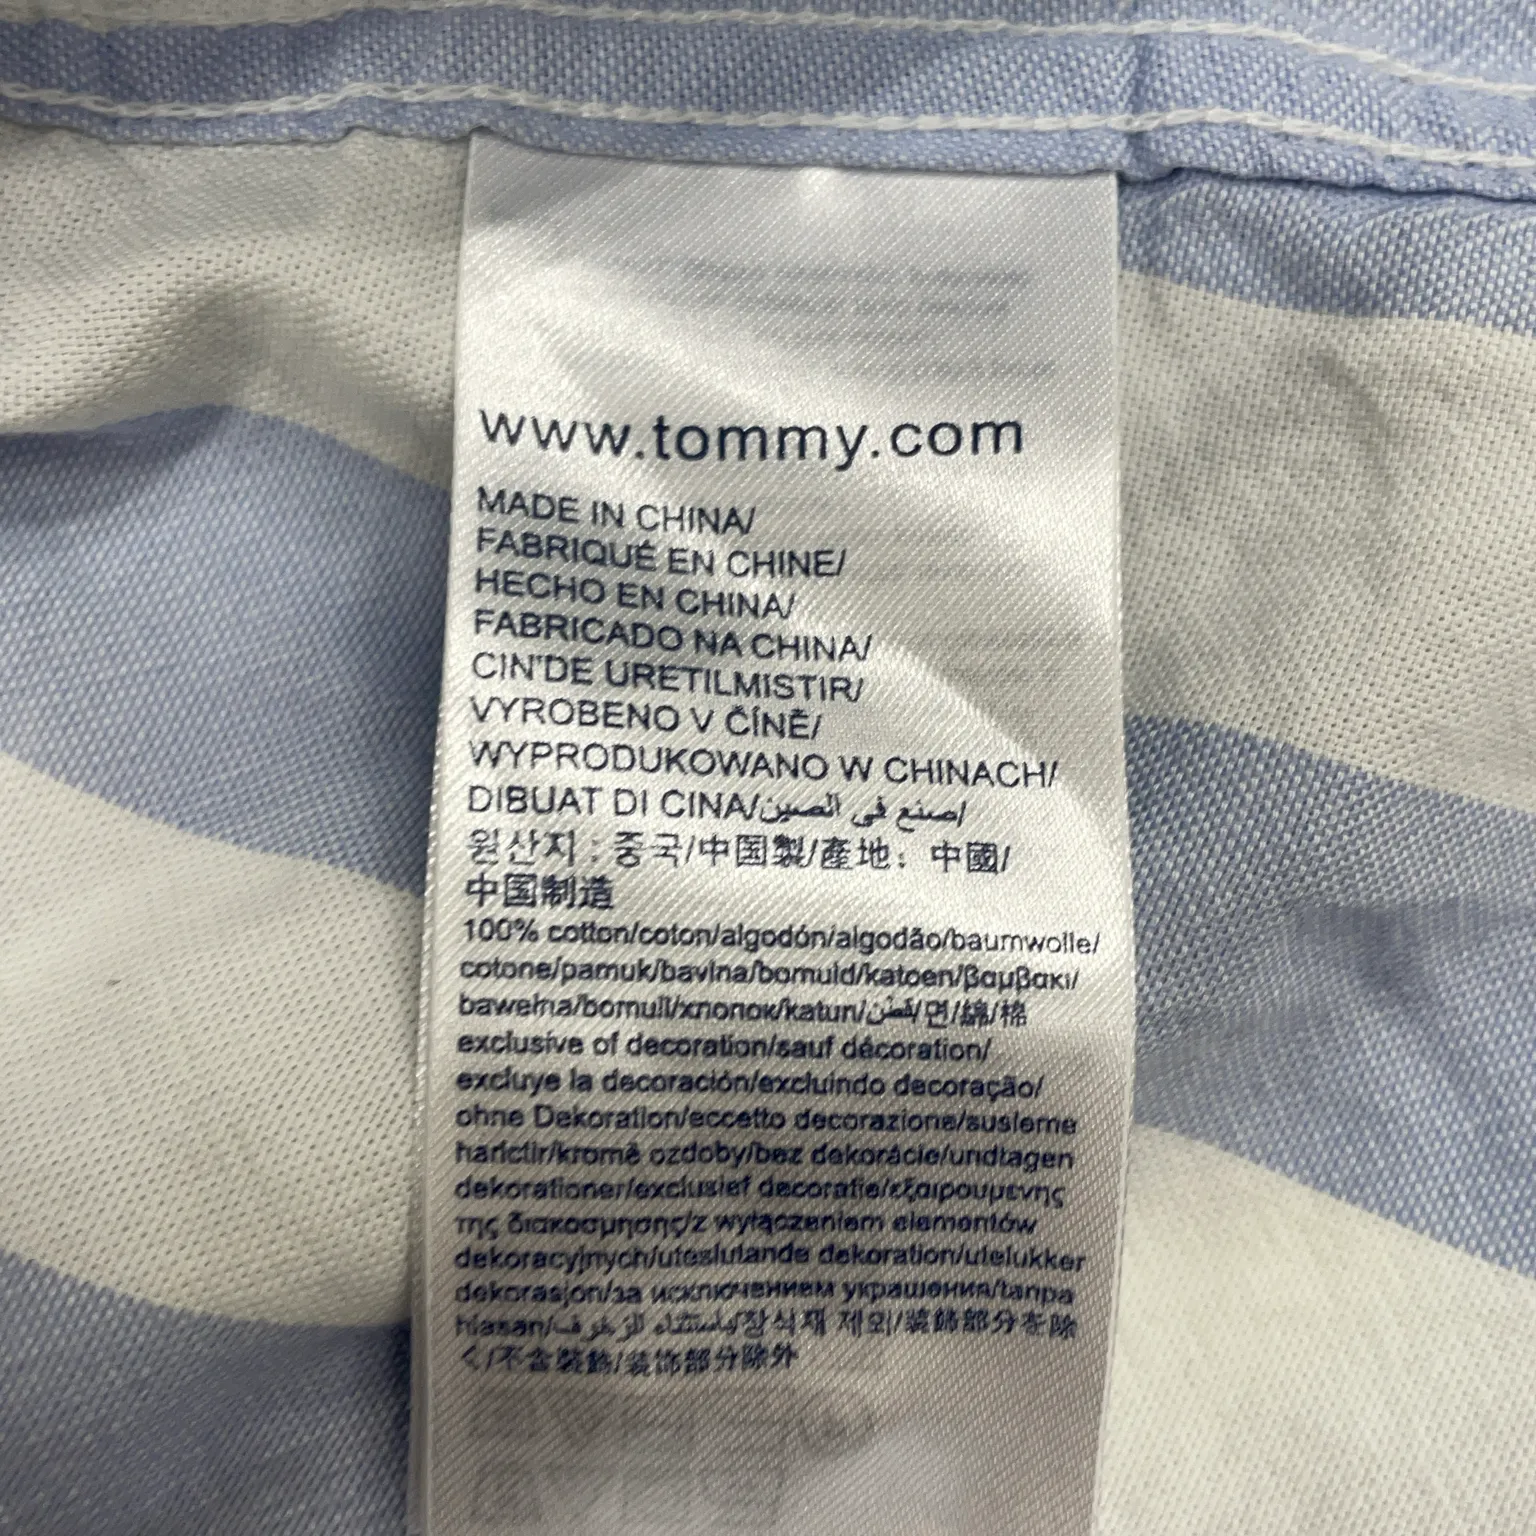 www.tommy.com
MADE IN CHINA/
FABRIQUÉ EN CHINE/
HECHO EN CHINA/
FABRICADO NA CHINA/
CIN'DE URETILMISTIR/
VYROBENO V ČÍNĚ/
WYPRODUKOWANO W CHINACH/
DIBUAT DI CINA/صنع في الصين/
원산지 : 중국/中国製/產地：中國/
中国制造
100% cotton/coton/algodón/algodão/baumwolle/
cotone/pamuk/bavlna/bomuld/katoen/βαμβακι/
bawełna/bomull/хлопок/katun/قطن/면/綿/棉
exclusive of decoration/sauf décoration/
excluye la decoración/excluindo decoração/
ohne Dekoration/eccetto decorazione/susleme
harictir/kromě ozdoby/bez dekorácie/undtagen
dekorationer/exclusief decoratie/εξαιρουμενης
της διακοσμησης/z wyłączeniem elementów
dekoracyjnych/uteslutande dekoration/utelukker
dekorasjon/за исключением украшения/tanpa
hiasan/باستثناء الزخرف/장식재 제외/装飾部分を除
く/不含裝飾/装饰部分除外